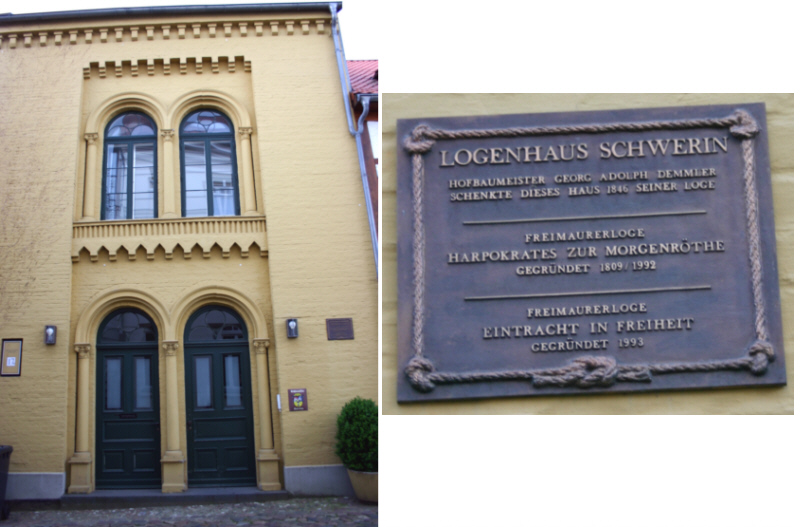 LOGENHAUS SCHWERIN
HOFBAUMEISTER GEORG ADOLPH DEMMLER
SCHENKTE DIESES HAUS 1846 SEINER LOGE
FREIMAURERLOGE
HARPOKRATES ZUR MORGENRÖTHE
GEGRÜNDET 1809/1992
FREIMAURERLOGE
EINTRACHT IN FREIHEIT
GEGRÜNDET 1993